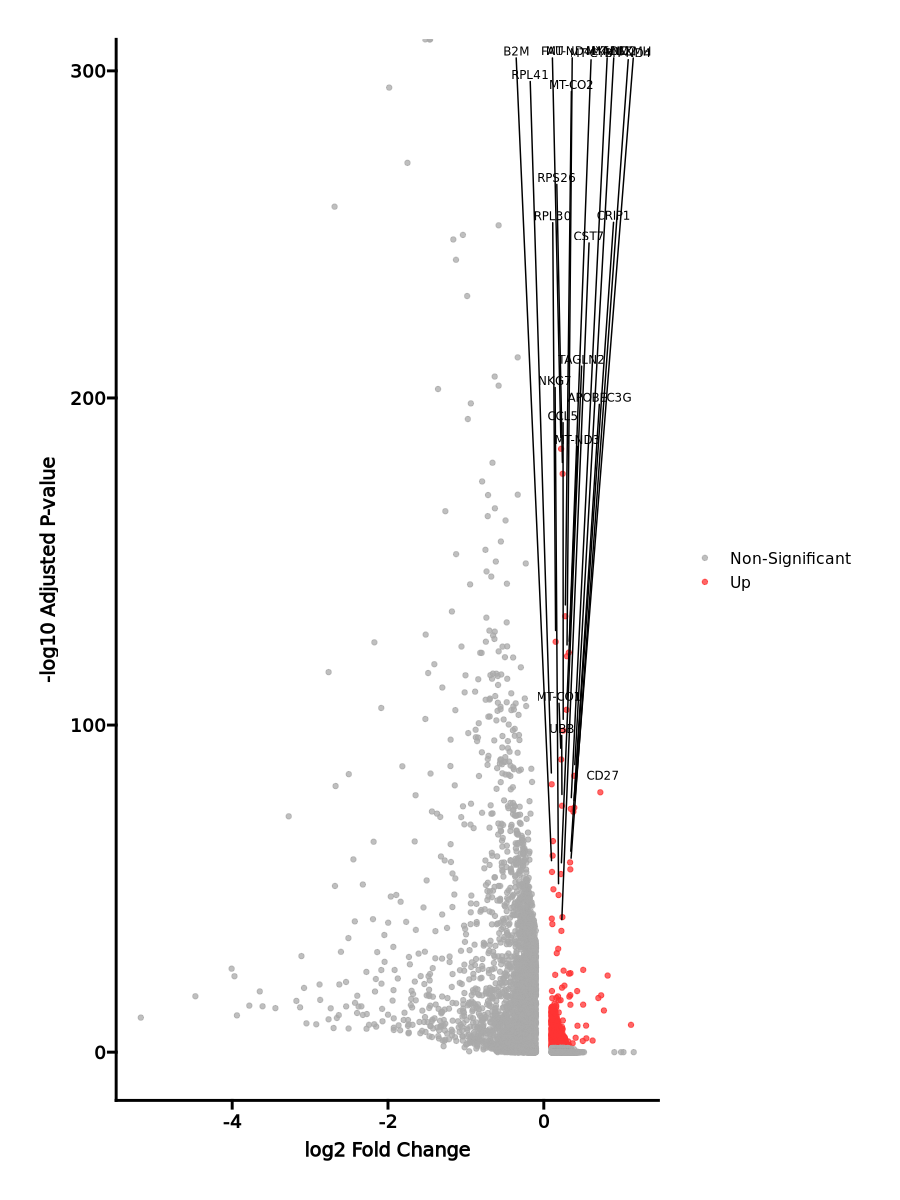 300
200
100
0
-4
-2
0
log2 Fold Change
-log10 Adjusted P-value
B2M
RPL41
MT-CO2
RPS26
RPL30
CRIP1
CST7
TAGLN2
NKG7
APOBEC3G
CCL5
MT-ND3
MT-CO1
UBB
CD27
Non-Significant
Up